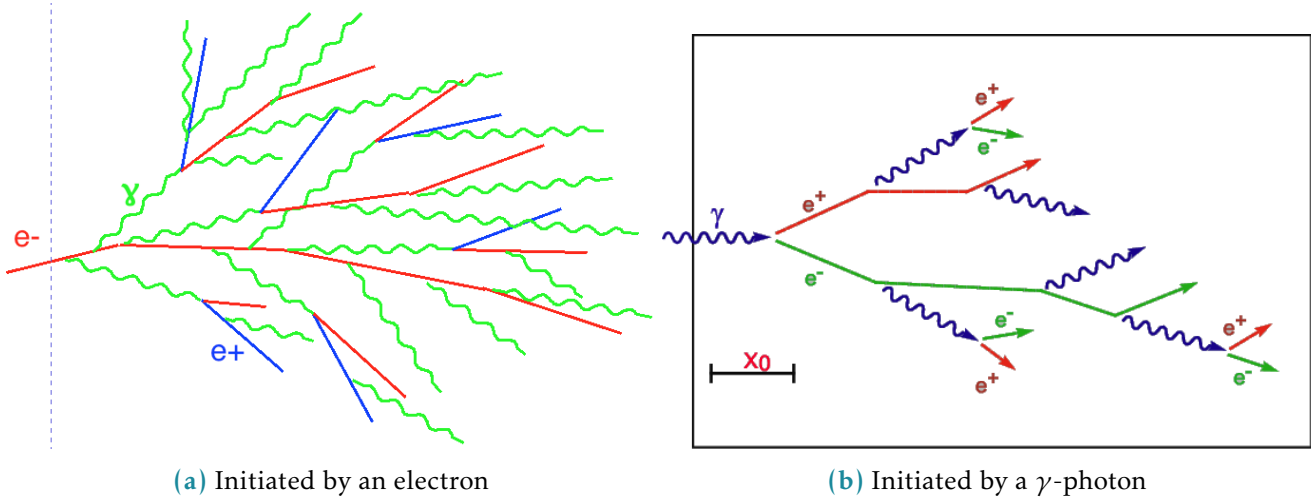 γ
e-
e+
(a) Initiated by an electron
γ
e+
e-
e+
e-
e-
e+
e+
e-
X0
(b) Initiated by a γ-photon